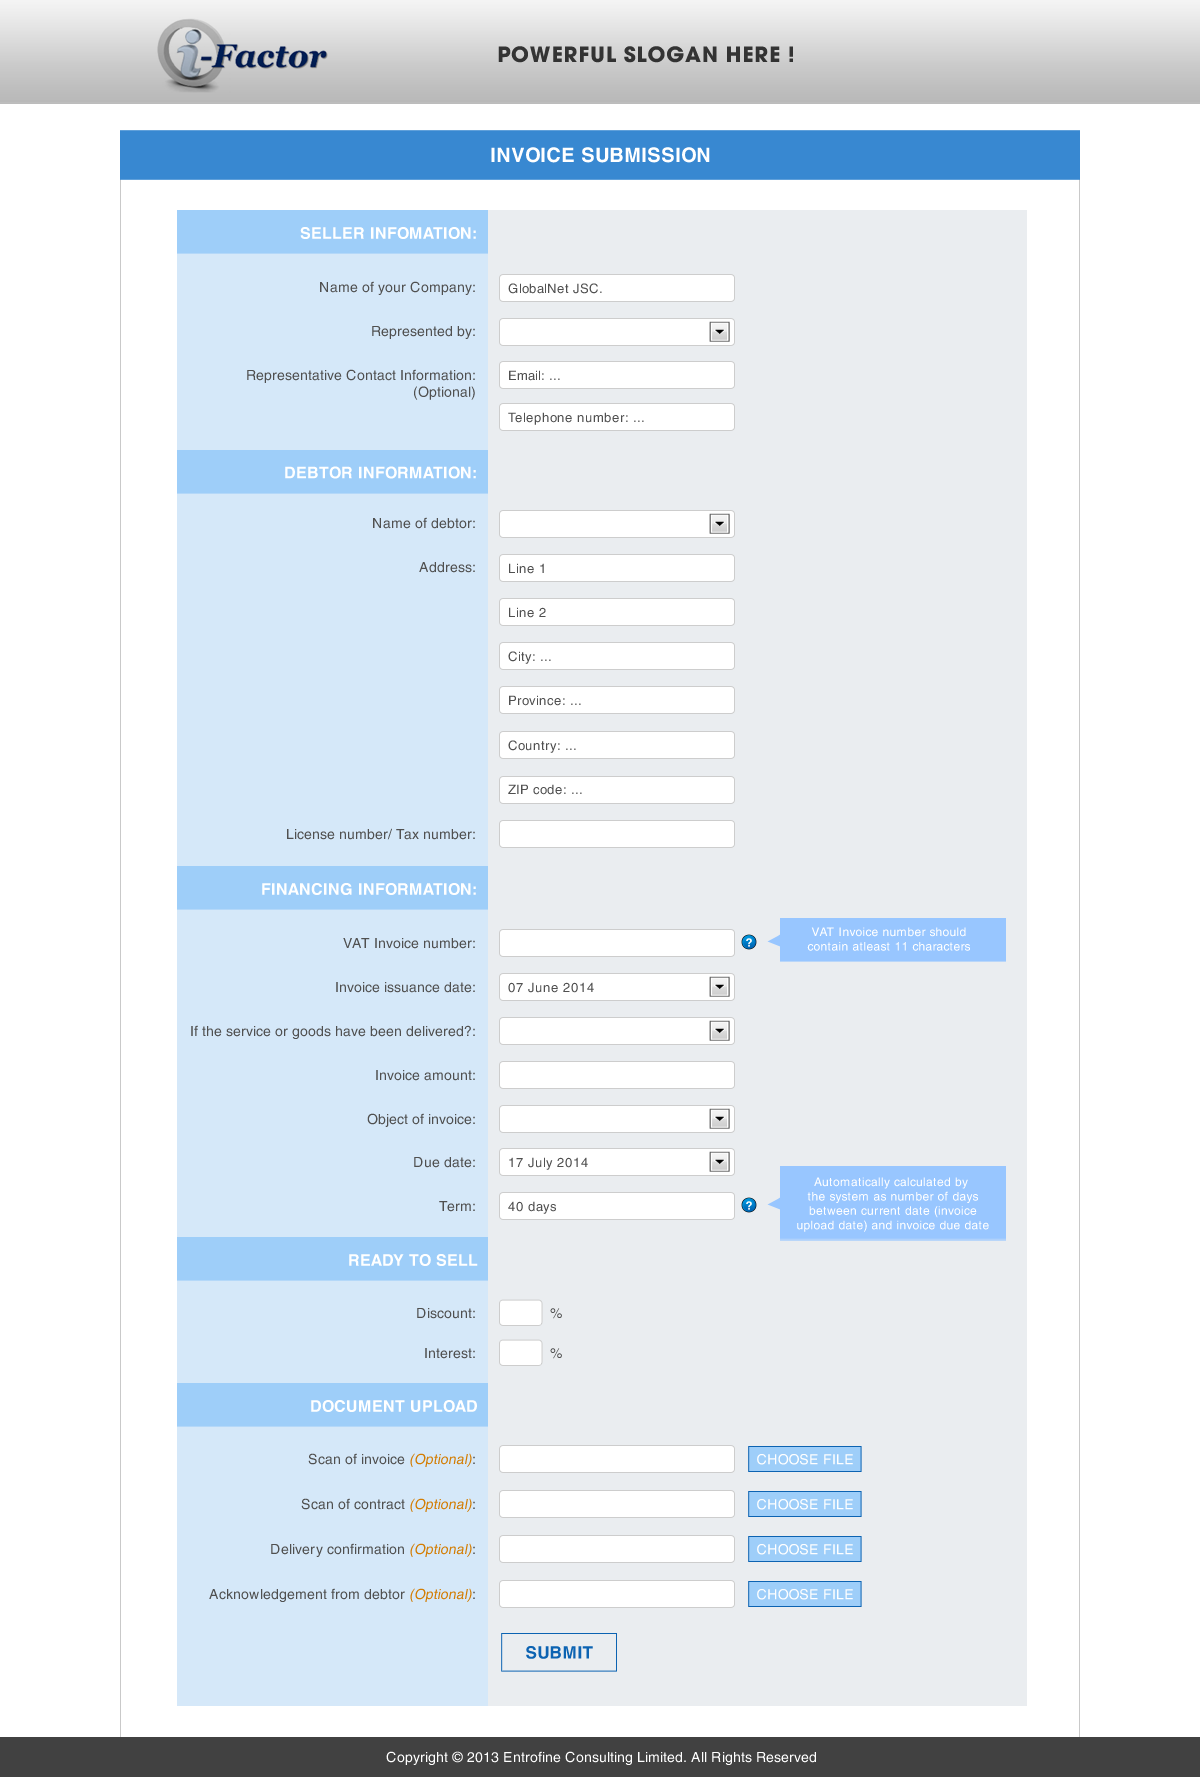 i-Factor
POWERFUL SLOGAN HERE !
INVOICE SUBMISSION
SELLER INFOMATION:
Name of your Company:
GlobalNet JSC.
Represented by:
Representative Contact Information:
(Optional)
Email: ...
Telephone number: ...
DEBTOR INFORMATION:
Name of debtor:
Address:
Line 1
Line 2
City: ...
Province: ...
Country: ...
ZIP code: ...
License number/ Tax number:
FINANCING INFORMATION:
VAT Invoice number:
?
VAT Invoice number should
contain atleast 11 characters
Invoice issuance date:
07 June 2014
If the service or goods have been delivered?:
Invoice amount:
Object of invoice:
Due date:
17 July 2014
Term:
40 days
?
Automatically calculated by
the system as number of days
between current date (invoice
upload date) and invoice due date
READY TO SELL
Discount:
%
Interest:
%
DOCUMENT UPLOAD
Scan of invoice (Optional):
CHOOSE FILE
Scan of contract (Optional):
CHOOSE FILE
Delivery confirmation (Optional):
CHOOSE FILE
Acknowledgement from debtor (Optional):
CHOOSE FILE
SUBMIT
Copyright © 2013 Entrofine Consulting Limited. All Rights Reserved